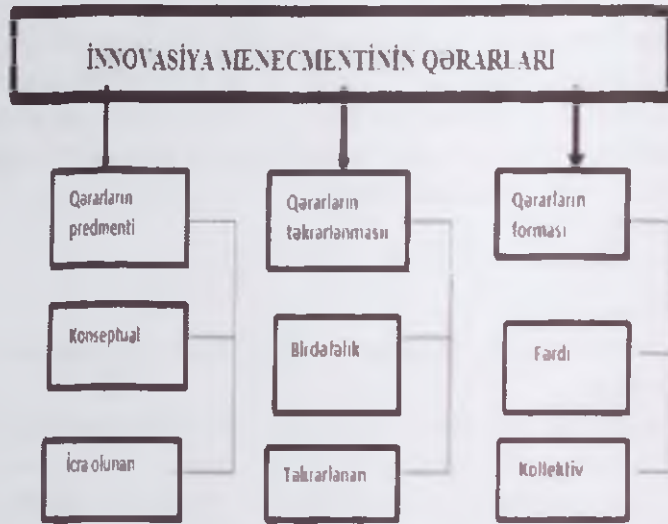 İNNOVASİYA MENECMENTİNİN QƏRARLARI
Qərarların
predmenti
Konseptual
İcra olunan
Qərarların
təkrarlanması
Birdəfəlik
Təkrarlanan
Qərarların
forması
Fərdi
Kollektiv